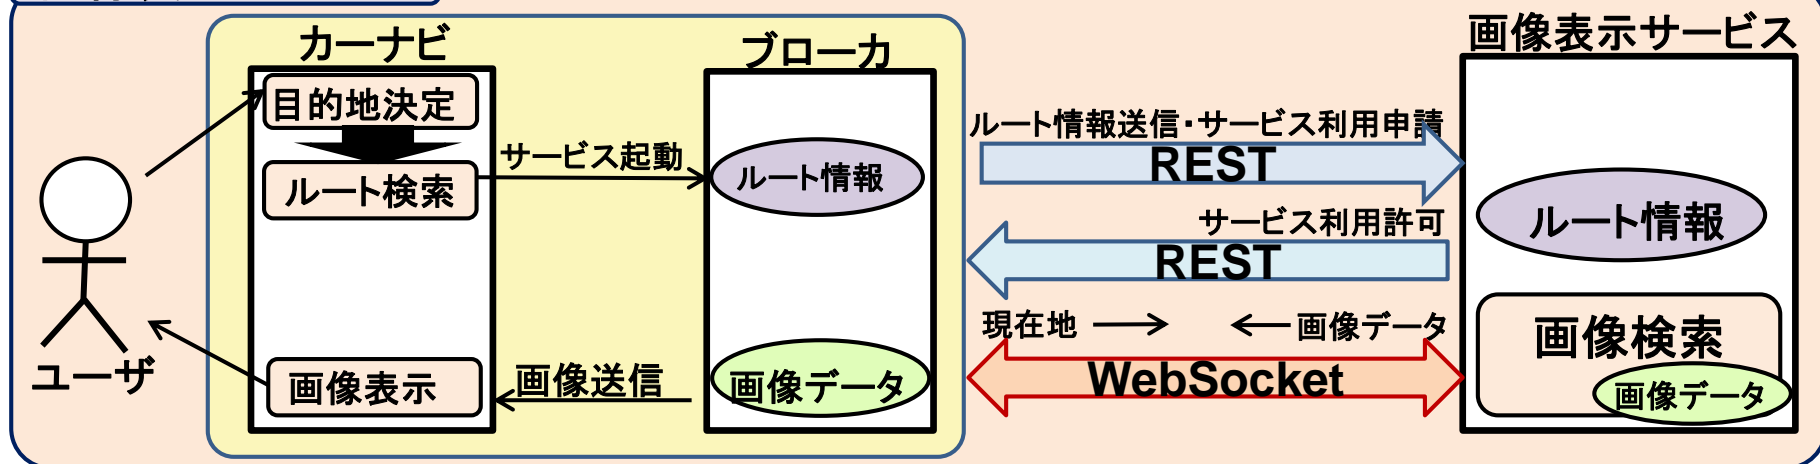 カーナビ
ブローカ
画像表示サービス
目的地決定
ルート検索
サービス起動
ルート情報
ルート情報送信・サービス利用申請
REST
サービス利用許可
REST
ルート情報
現在地
画像データ
WebSocket
画像検索
画像データ
ユーザ
画像表示
画像送信
画像データ